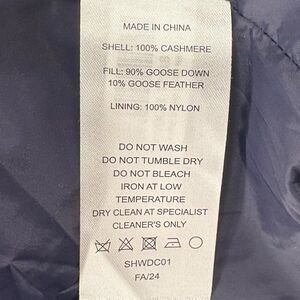 MADE IN CHINA
SHELL: 100% CASHMERE
FILL: 90% GOOSE DOWN
10% GOOSE FEATHER
LINING: 100% NYLON
DO NOT WASH
DO NOT TUMBLE DRY
DO NOT BLEACH
IRON AT LOW
TEMPERATURE
DRY CLEAN AT SPECIALIST
CLEANER'S ONLY
SHWDC01
FA/24